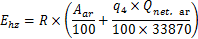 E_hz = R × (A_ar/100 + q_4 × Q_net. ar/100 × 33870)